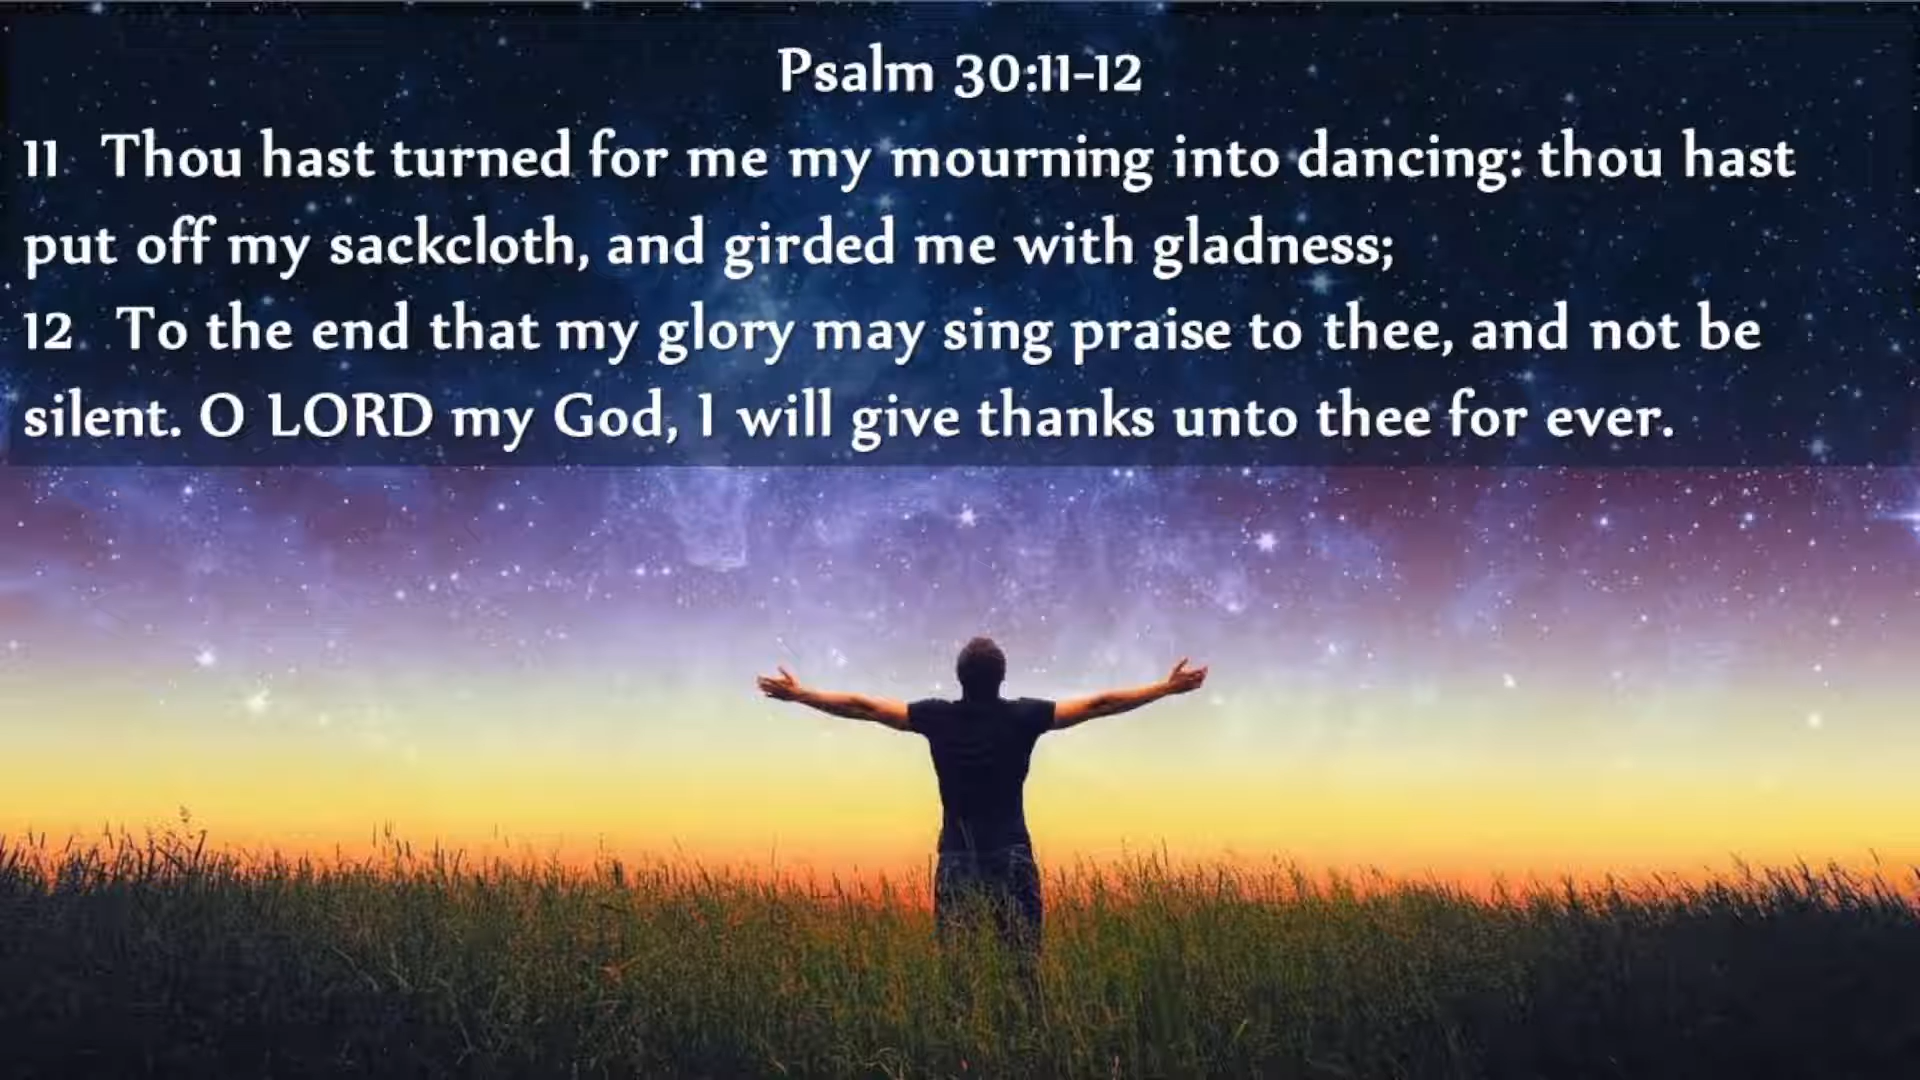 Psalm 30:11-12
11 Thou hast turned for me my mourning into dancing: thou hast
put off my sackcloth, and girded me with gladness;
12 To the end that my glory may sing praise to thee, and not be
silent. O LORD my God, I will give thanks unto thee for ever.